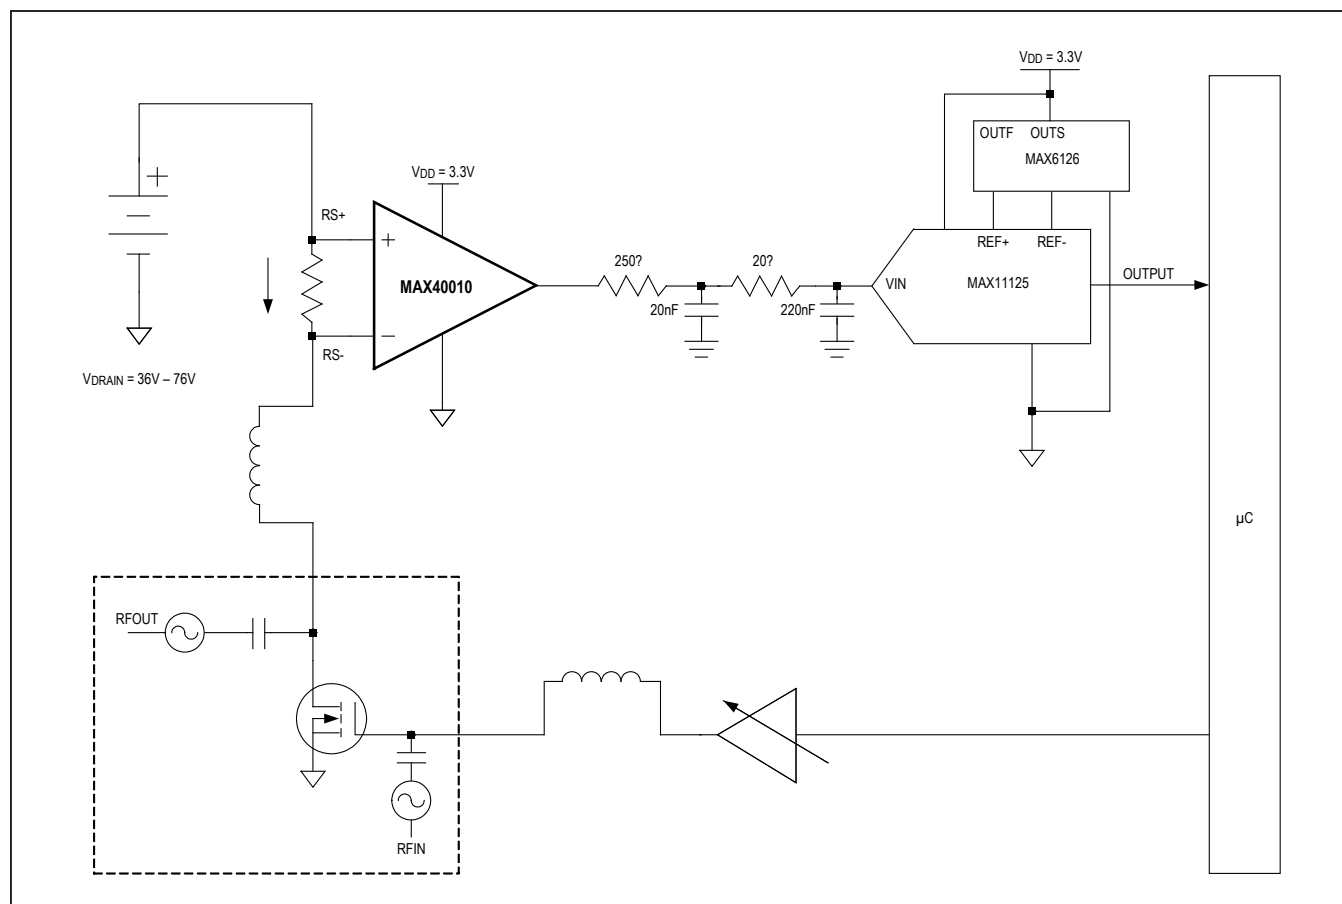 VDD = 3.3V
OUTF OUTS
MAX6126
VDD = 3.3V
+
RS+
+
REF+ REF-
250?
20?
MAX40010
VIN
MAX11125
OUTPUT
20nF
220nF
−
RS-
VDRAIN = 36V – 76V
µC
RFOUT
RFIN